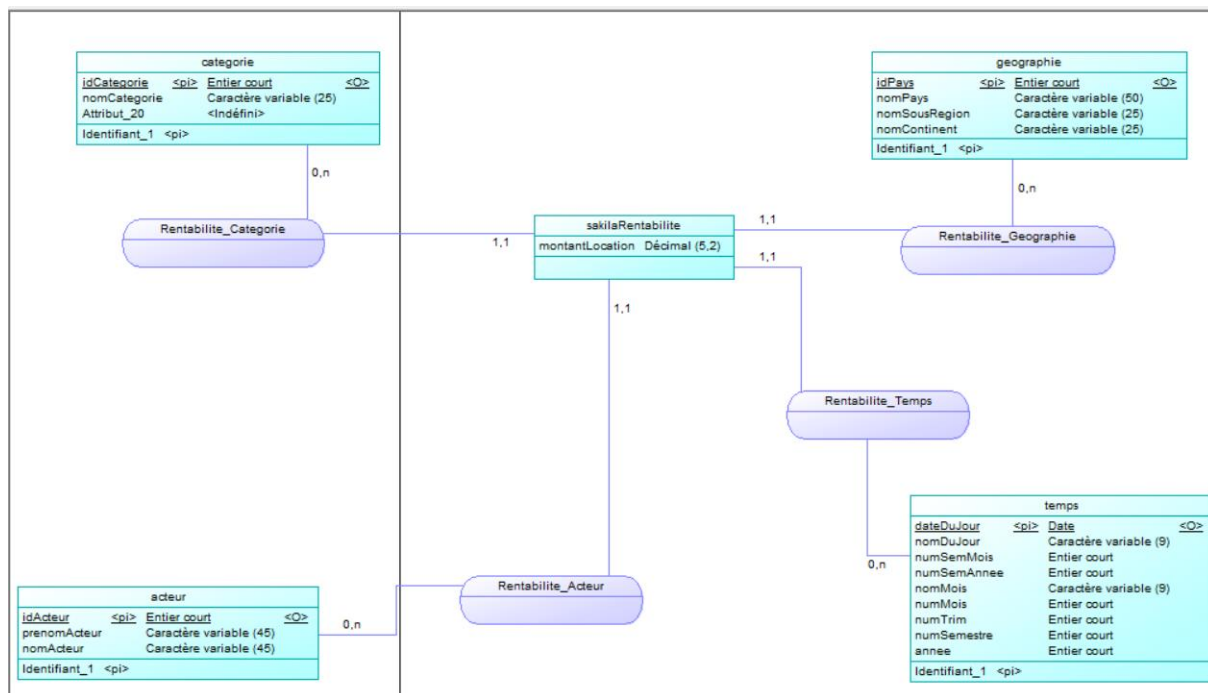 categorie
idCategorie <pi> Entier court <O>
nomCategorie Caractère variable (25)
Attribut_20 <Indéfini>
Identifiant_1 <pi>
geographie
idPays <pi> Entier court <O>
nomPays Caractère variable (50)
nomSousRegion Caractère variable (25)
nomContinent Caractère variable (25)
Identifiant_1 <pi>
0,n
0,n
Rentabilite_Categorie
1,1
sakilaRentabilite
montantLocation Décimal (5,2)
1,1
Rentabilite_Geographie
1,1
1,1
Rentabilite_Temps
temps
dateDuJour <pi> Date <O>
nomDuJour Caractère variable (9)
numSemMois Entier court
numSemAnnee Entier court
nomMois Caractère variable (9)
numMois Entier court
numTrim Entier court
numSemestre Entier court
annee Entier court
Identifiant_1 <pi>
0,n
Rentabilite_Acteur
0,n
acteur
idActeur <pi> Entier court <O>
prenomActeur Caractère variable (45)
nomActeur Caractère variable (45)
Identifiant_1 <pi>